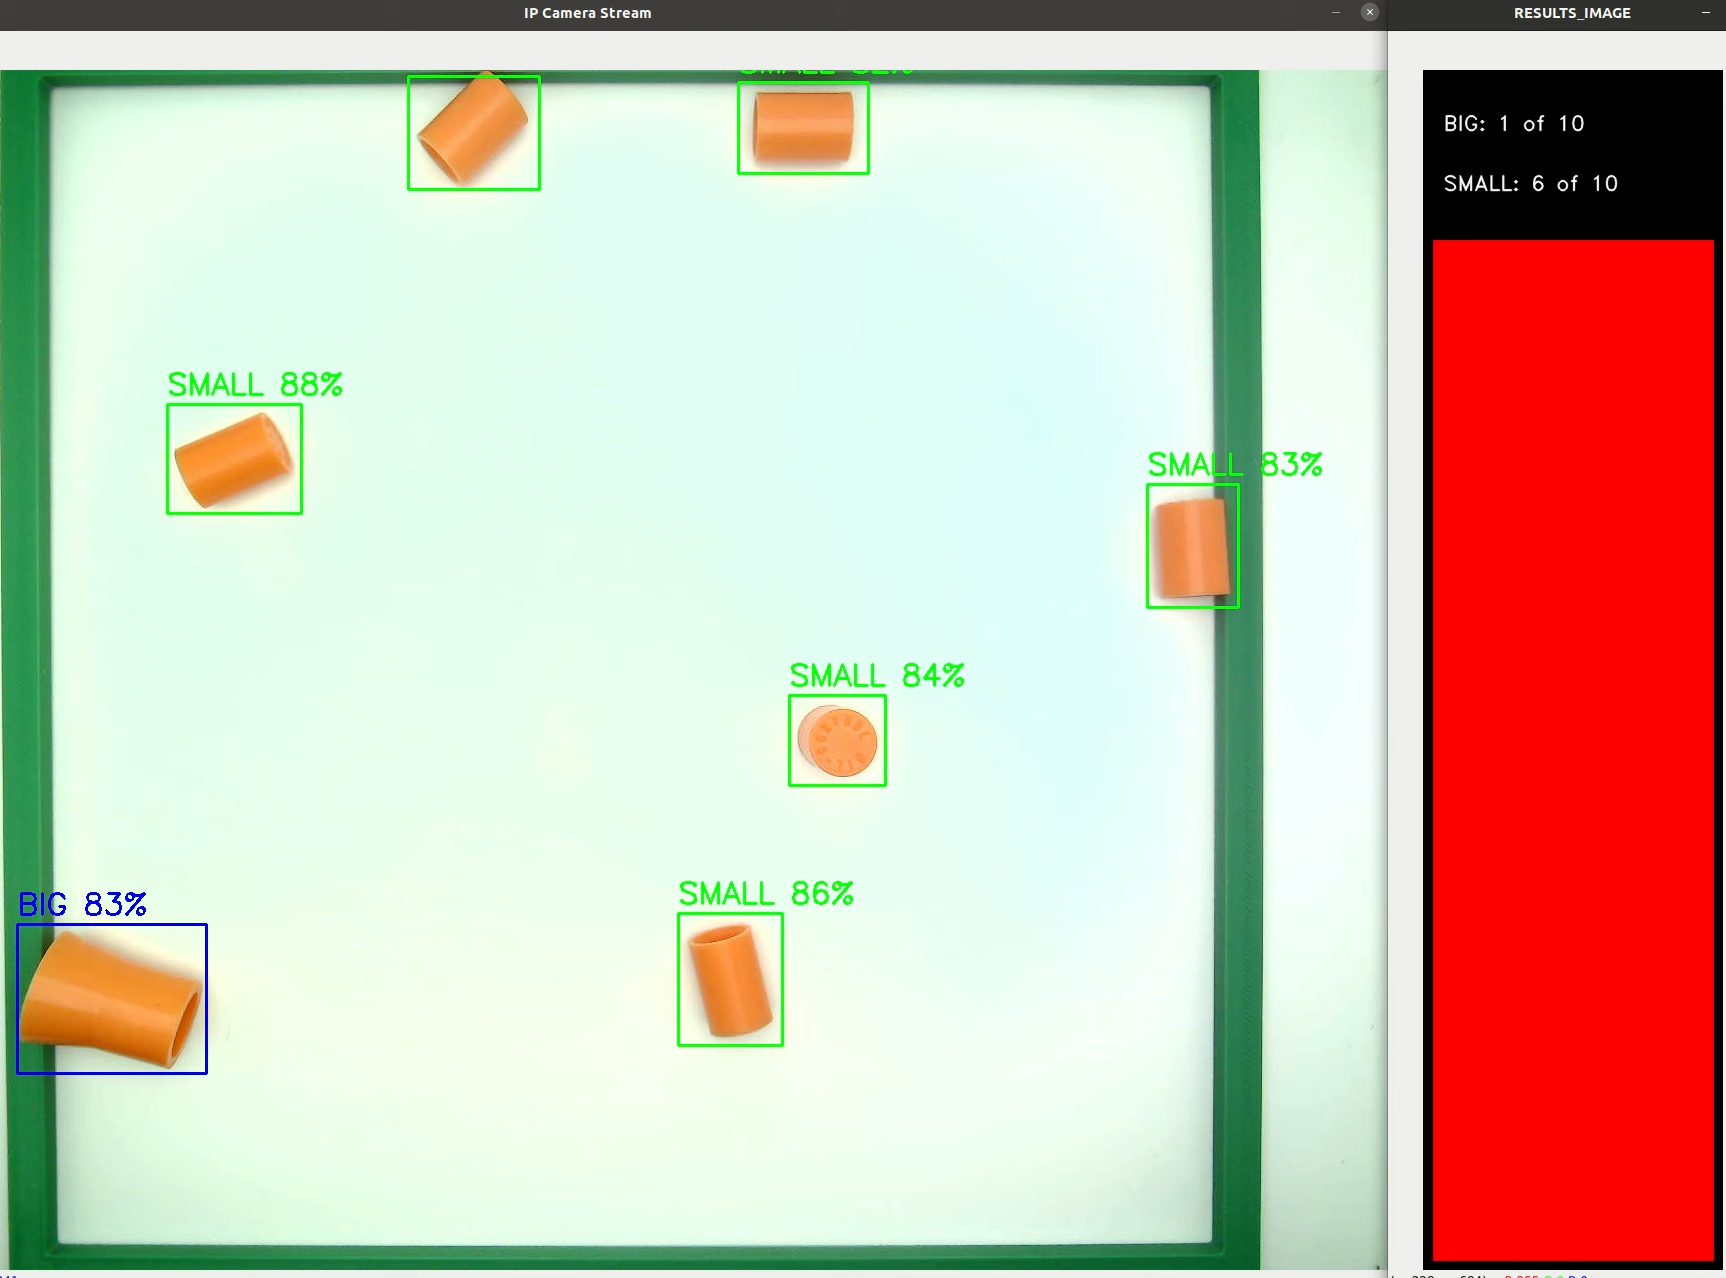 IP Camera Stream
RESULTS_IMAGE
BIG: 1 of 10
SMALL: 6 of 10
SMALL 88%
SMALL 83%
SMALL 84%
SMALL 86%
BIG 83%